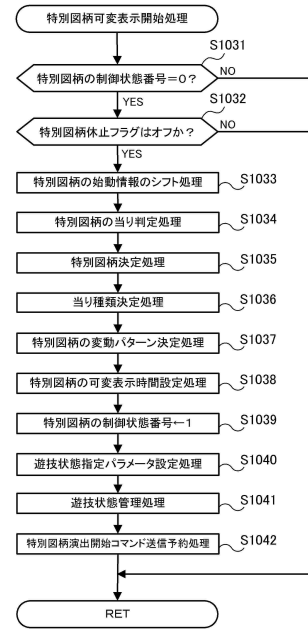 特別図柄可変表示開始処理
S1031
特別図柄の制御状態番号=0?
NO
YES
S1032
特別図柄休止フラグはオフか?
NO
YES
特別図柄の始動情報のシフト処理
S1033
特別図柄の当り判定処理
S1034
特別図柄決定処理
S1035
当り種類決定処理
S1036
特別図柄の変動パターン決定処理
S1037
特別図柄の可変表示時間設定処理
S1038
特別図柄の制御状態番号←1
S1039
遊技状態指定パラメータ設定処理
S1040
遊技状態管理処理
S1041
特別図柄演出開始コマンド送信予約処理
S1042
RET